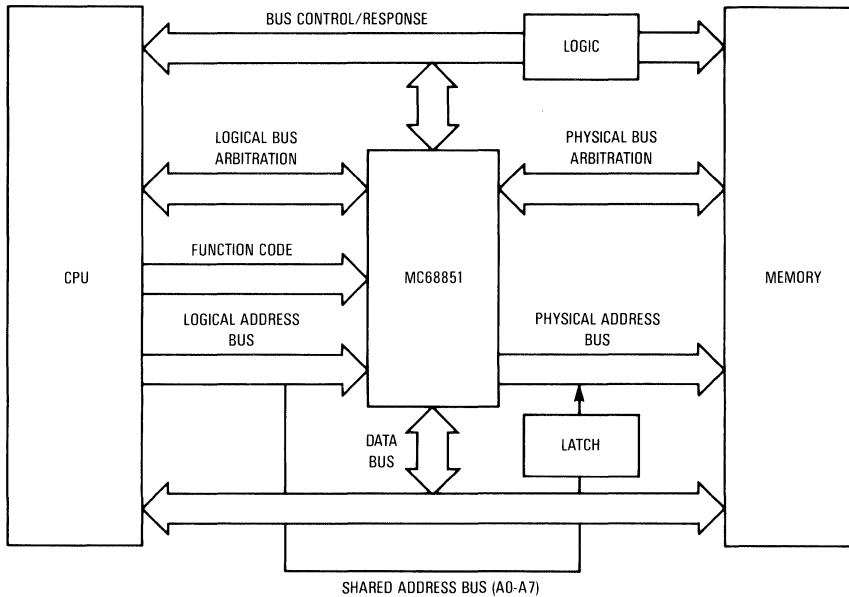 BUS CONTROL/RESPONSE
LOGIC
LOGICAL BUS
ARBITRATION
PHYSICAL BUS
ARBITRATION
FUNCTION CODE
CPU
MC68851
MEMORY
LOGICAL ADDRESS
BUS
PHYSICAL ADDRESS
BUS
DATA
BUS
LATCH
SHARED ADDRESS BUS (A0-A7)